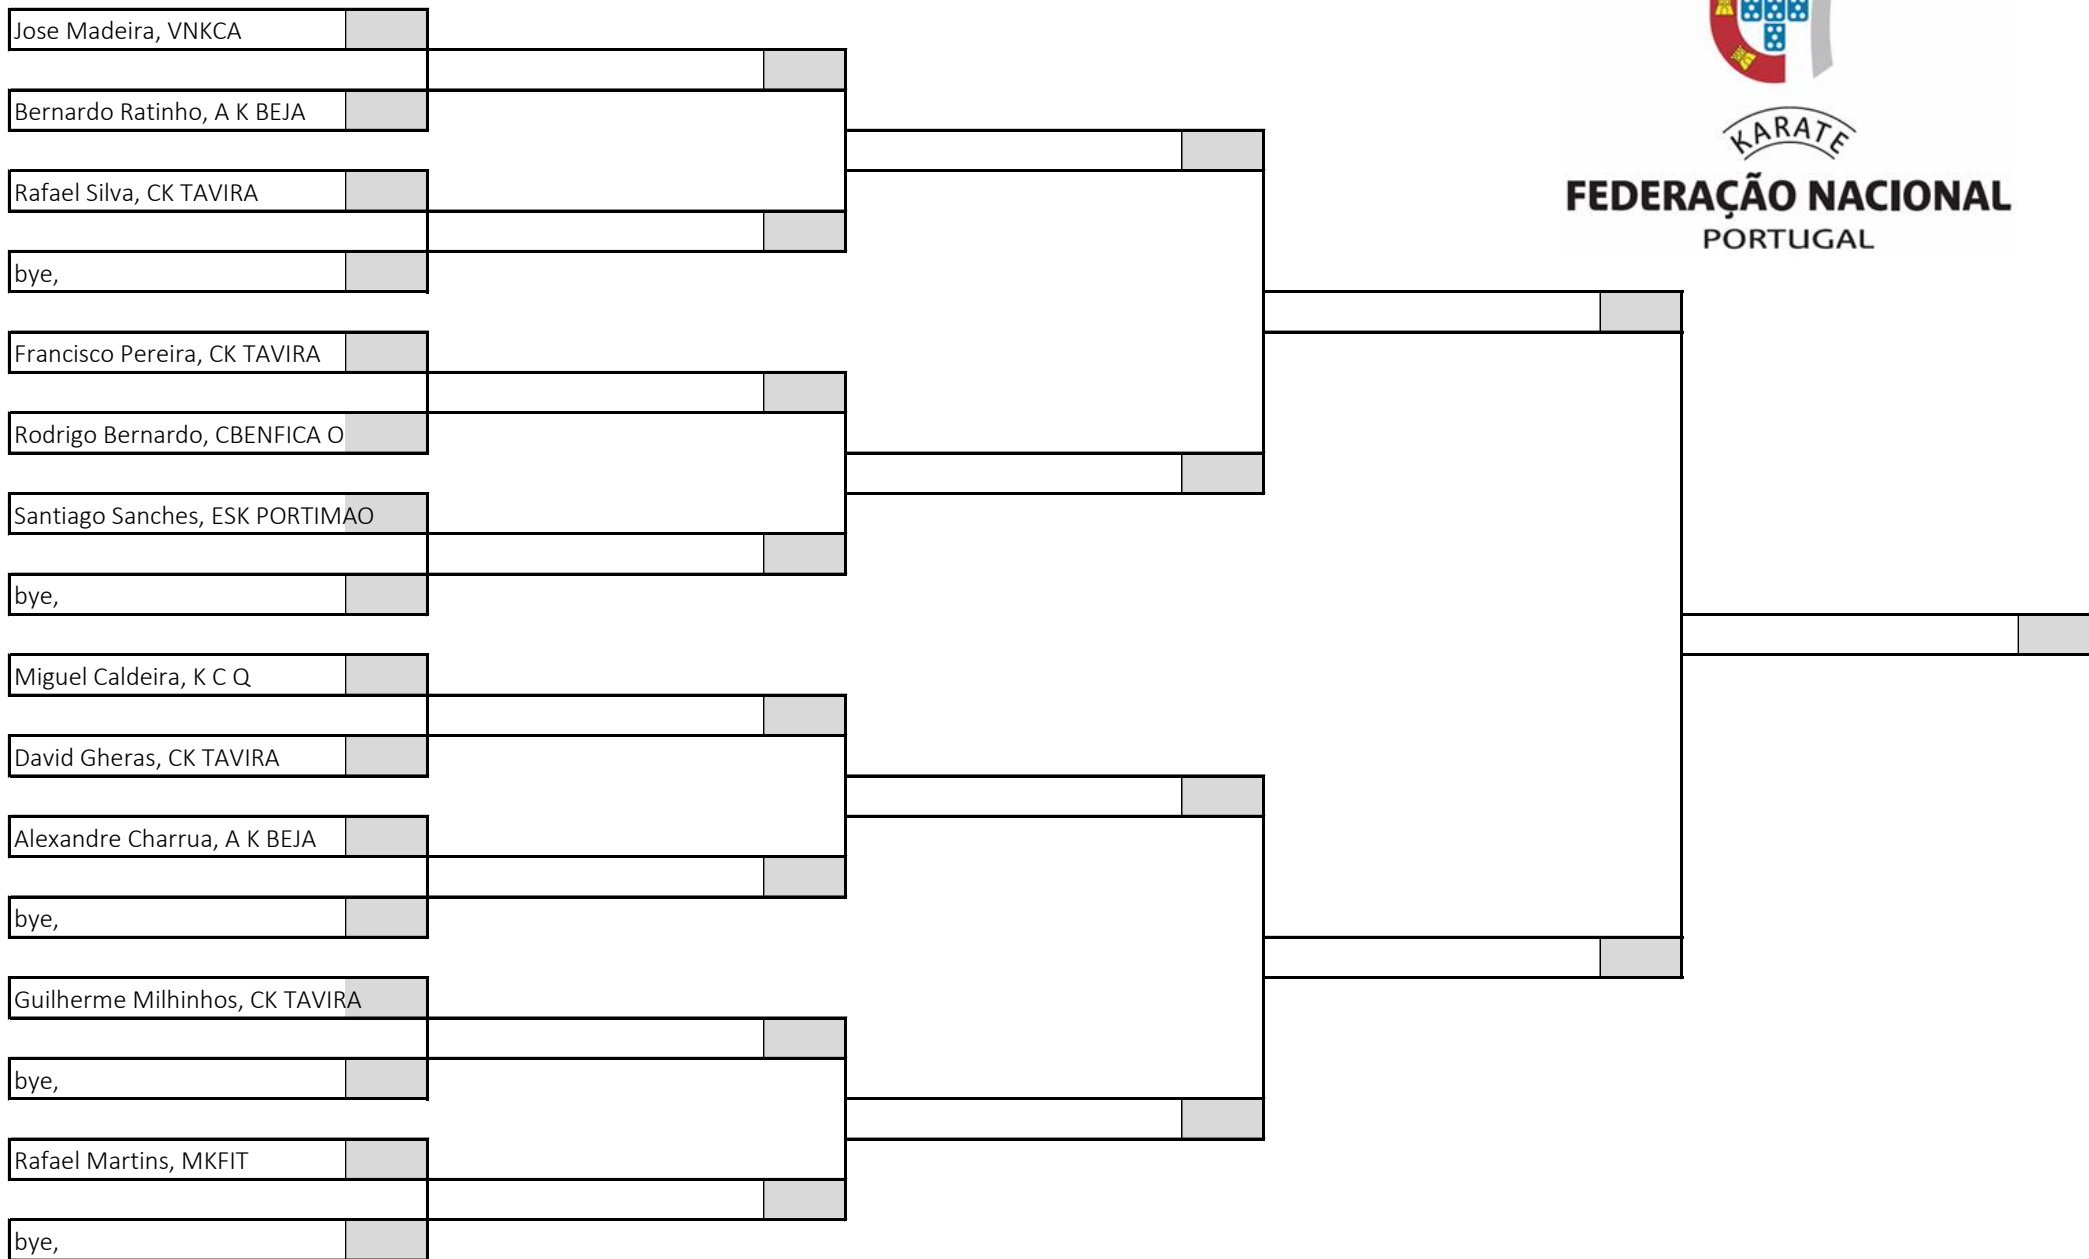 Jose Madeira, VNKCA
Bernardo Ratinho, A K BEJA
Rafael Silva, CK TAVIRA
bye,
Francisco Pereira, CK TAVIRA
Rodrigo Bernardo, CBENFICA O
Santiago Sanches, ESK PORTIMAO
bye,
Miguel Caldeira, K C Q
David Gheras, CK TAVIRA
Alexandre Charrua, A K BEJA
bye,
Guilherme Milhinhos, CK TAVIRA
bye,
Rafael Martins, MKFIT
bye,
KARATE
FEDERAÇÃO NACIONAL
PORTUGAL